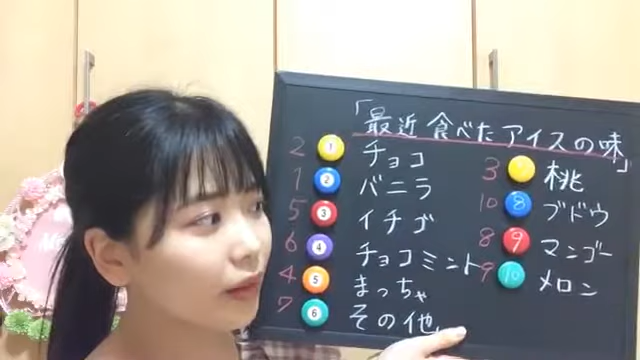 「最近食べたアイスの味」
2 1 チョコ
1 2 バニラ
5 3 イチゴ
6 4 チョコミント
4 5 まっちゃ
7 6 その他
3 7 桃
10 8 ブドウ
8 9 マンゴー
9 10 メロン